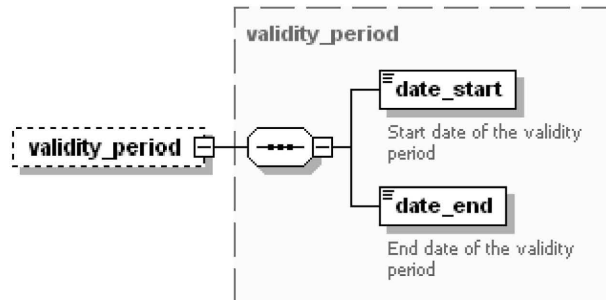 validity_period
validity_period
date_start
Start date of the validity
period
date_end
End date of the validity
period